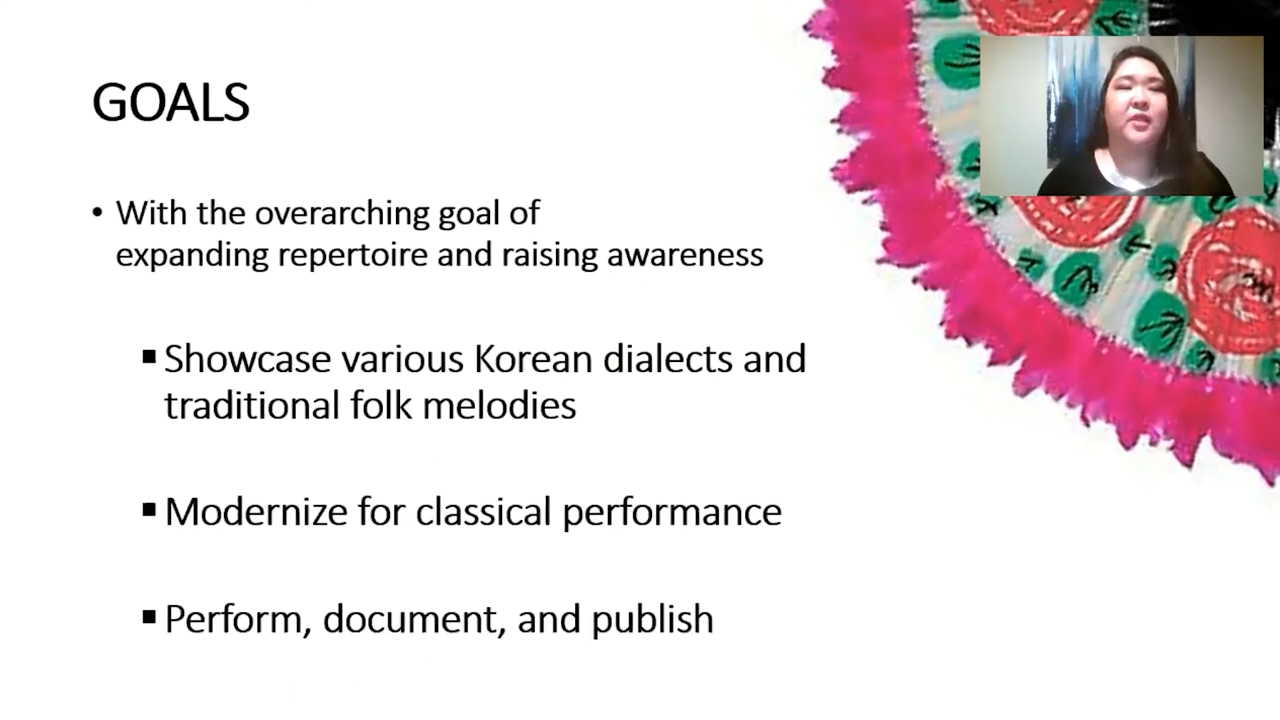 GOALS
• With the overarching goal of
expanding repertoire and raising awareness
▪ Showcase various Korean dialects and
traditional folk melodies
▪ Modernize for classical performance
▪ Perform, document, and publish